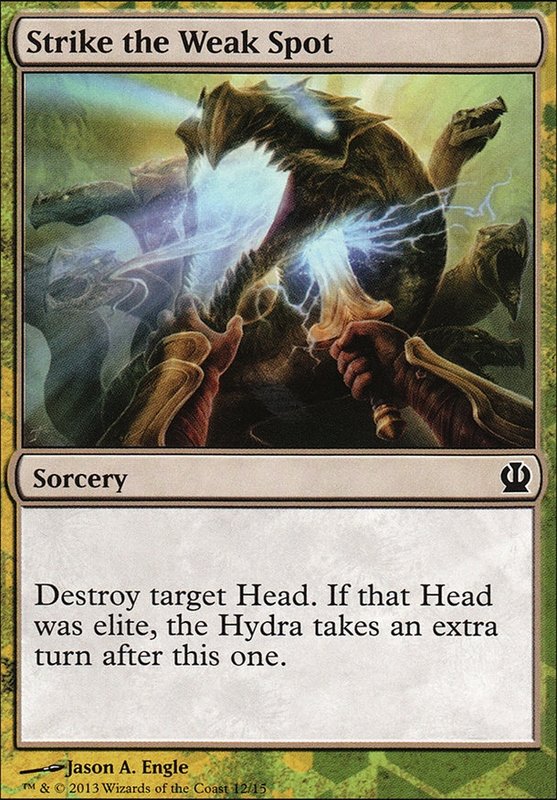 Strike the Weak Spot
Sorcery
Destroy target Head. If that Head
was elite, the Hydra takes an extra
turn after this one.
Jason A. Engle
™ & © 2013 Wizards of the Coast 12/15